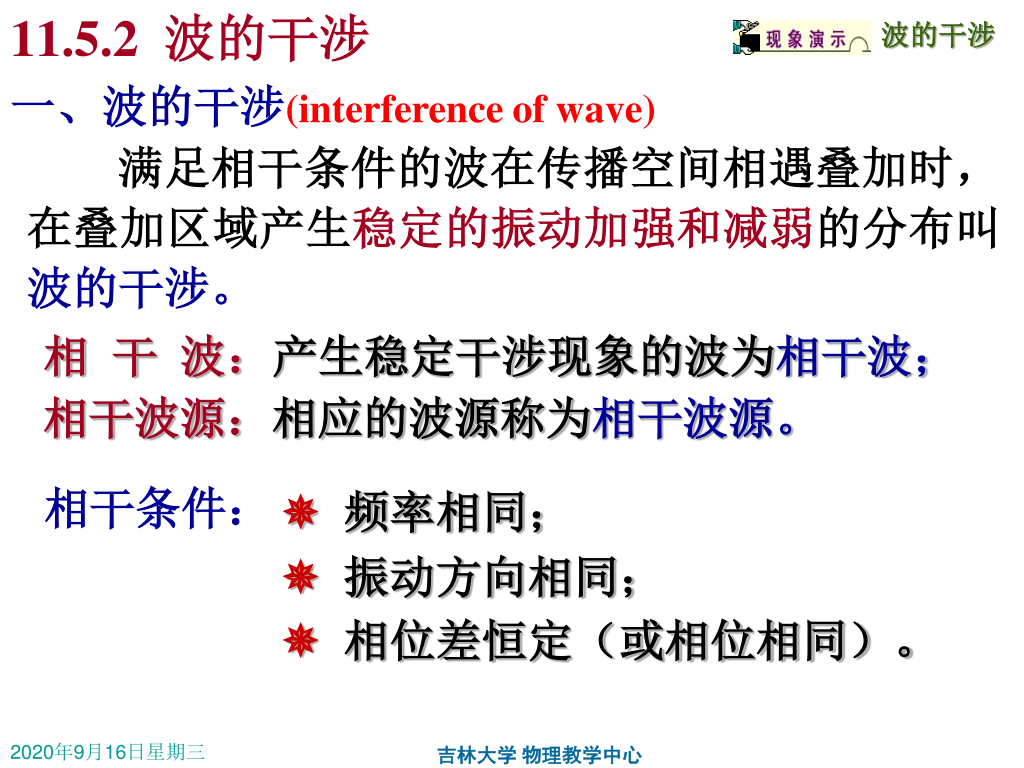 11.5.2 波的干涉
现象演示 波的干涉
一、波的干涉(interference of wave)
满足相干条件的波在传播空间相遇叠加时，
在叠加区域产生稳定的振动加强和减弱的分布叫
波的干涉。
相 干 波：产生稳定干涉现象的波为相干波；
相干波源：相应的波源称为相干波源。
相干条件： ✵ 频率相同；
✵ 振动方向相同；
✵ 相位差恒定（或相位相同）。
2020年9月16日星期三 吉林大学 物理教学中心